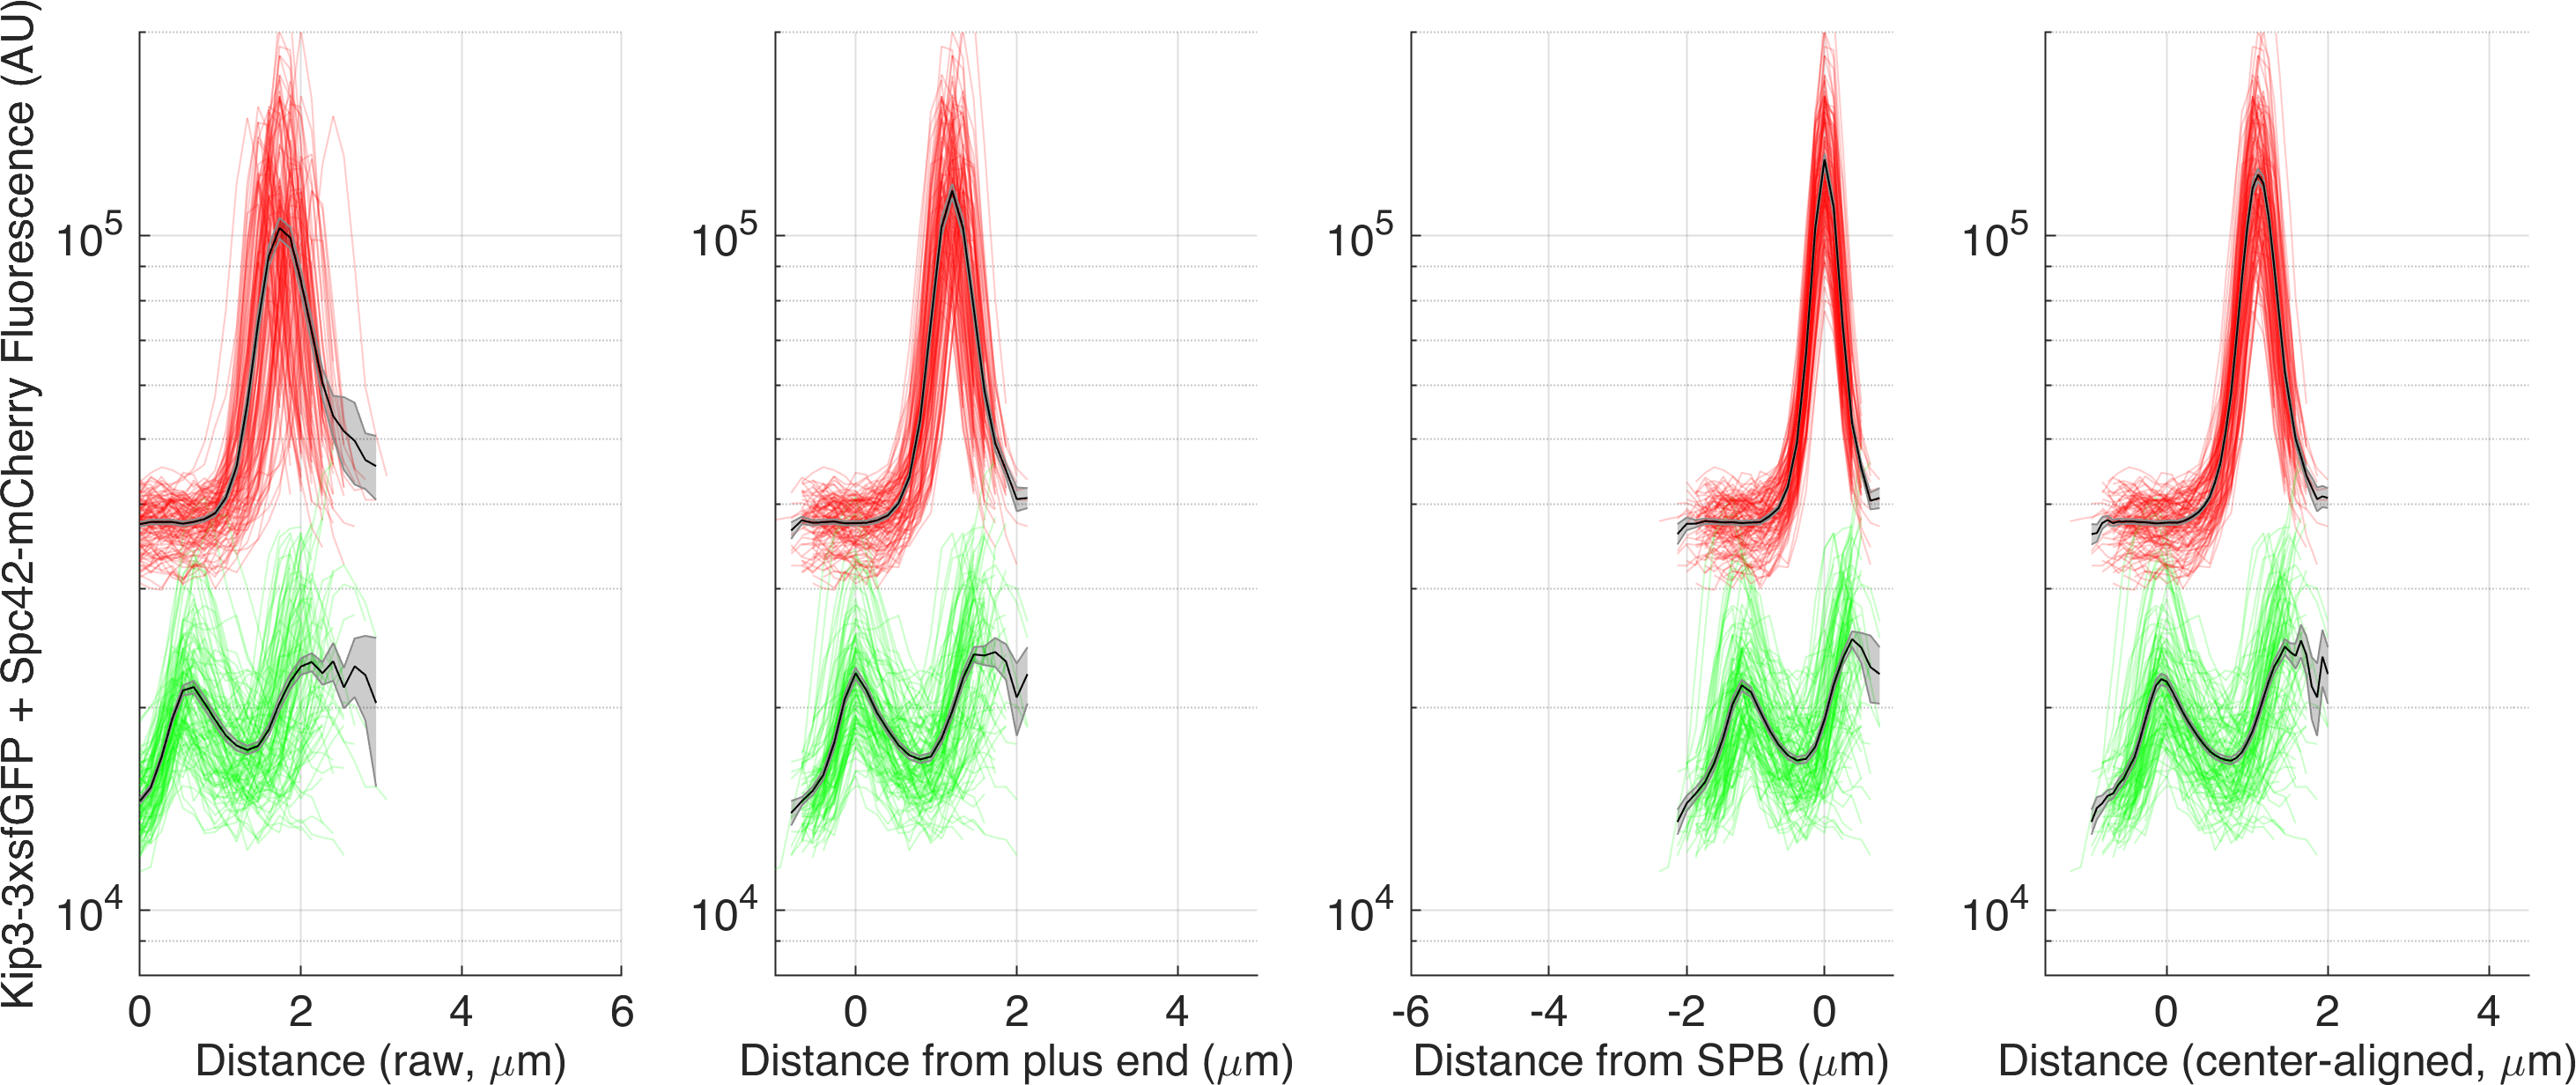 Kip3-3xsfGFP + Spc42-mCherry Fluorescence (AU)
10^5
10^4
0 2 4 6
Distance (raw, μm)
10^5
10^4
0 2 4
Distance from plus end (μm)
10^5
10^4
-6 -4 -2 0
Distance from SPB (μm)
10^5
10^4
0 2 4
Distance (center-aligned, μm)